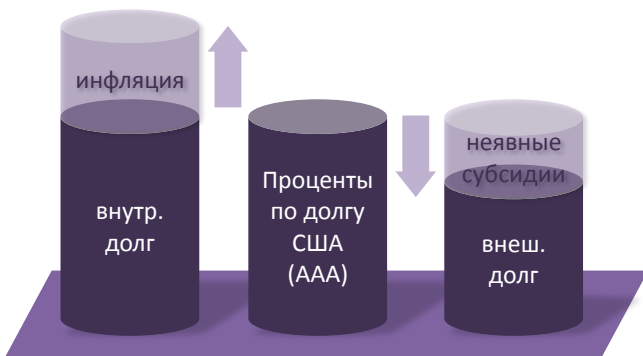 инфляция
внутр.
долг
Проценты
по долгу
США
(ААА)
неявные
субсидии
внеш.
долг